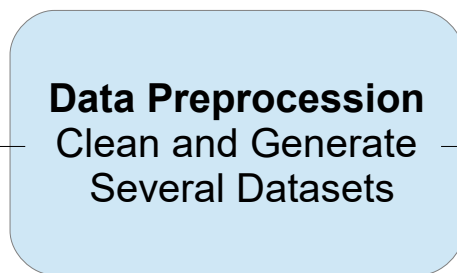 Data Preprocession
Clean and Generate
Several Datasets